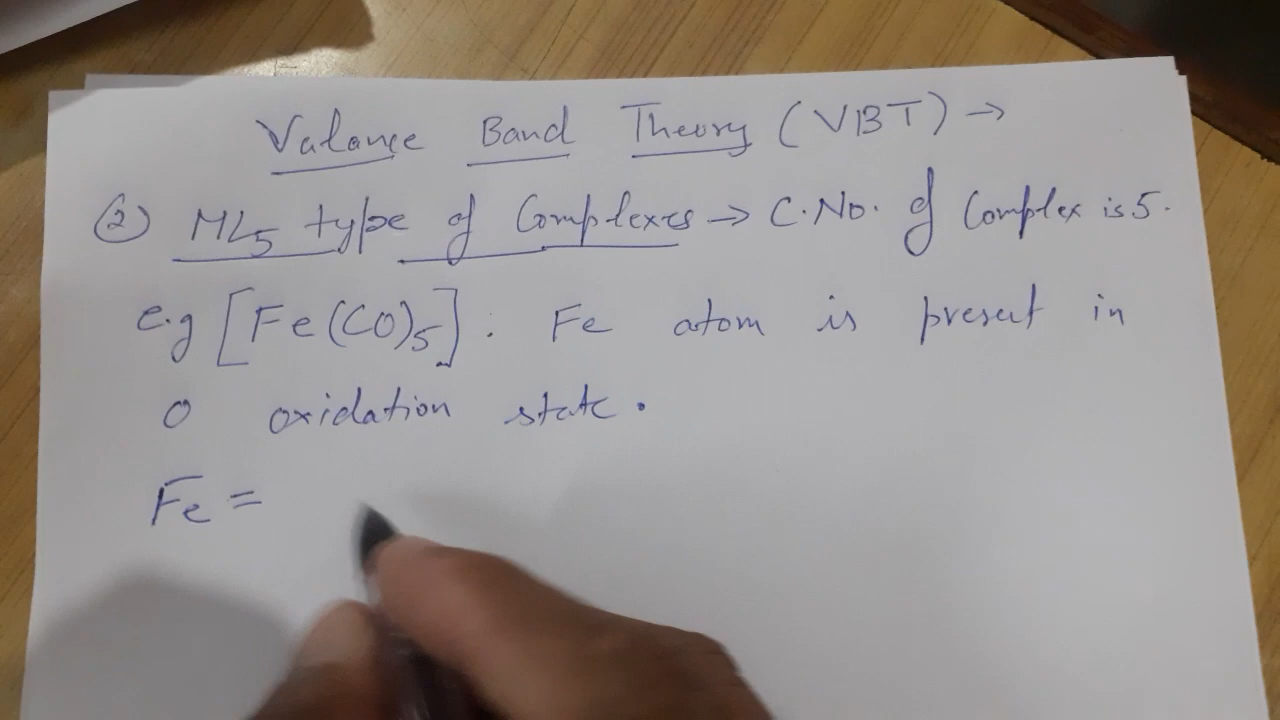 Valance Band Theory (VBT) →
② ML5 type of Complexes → C.No. of Complex is 5.
e.g [Fe(CO)5] : Fe atom is present in
0 oxidation state.
Fe =